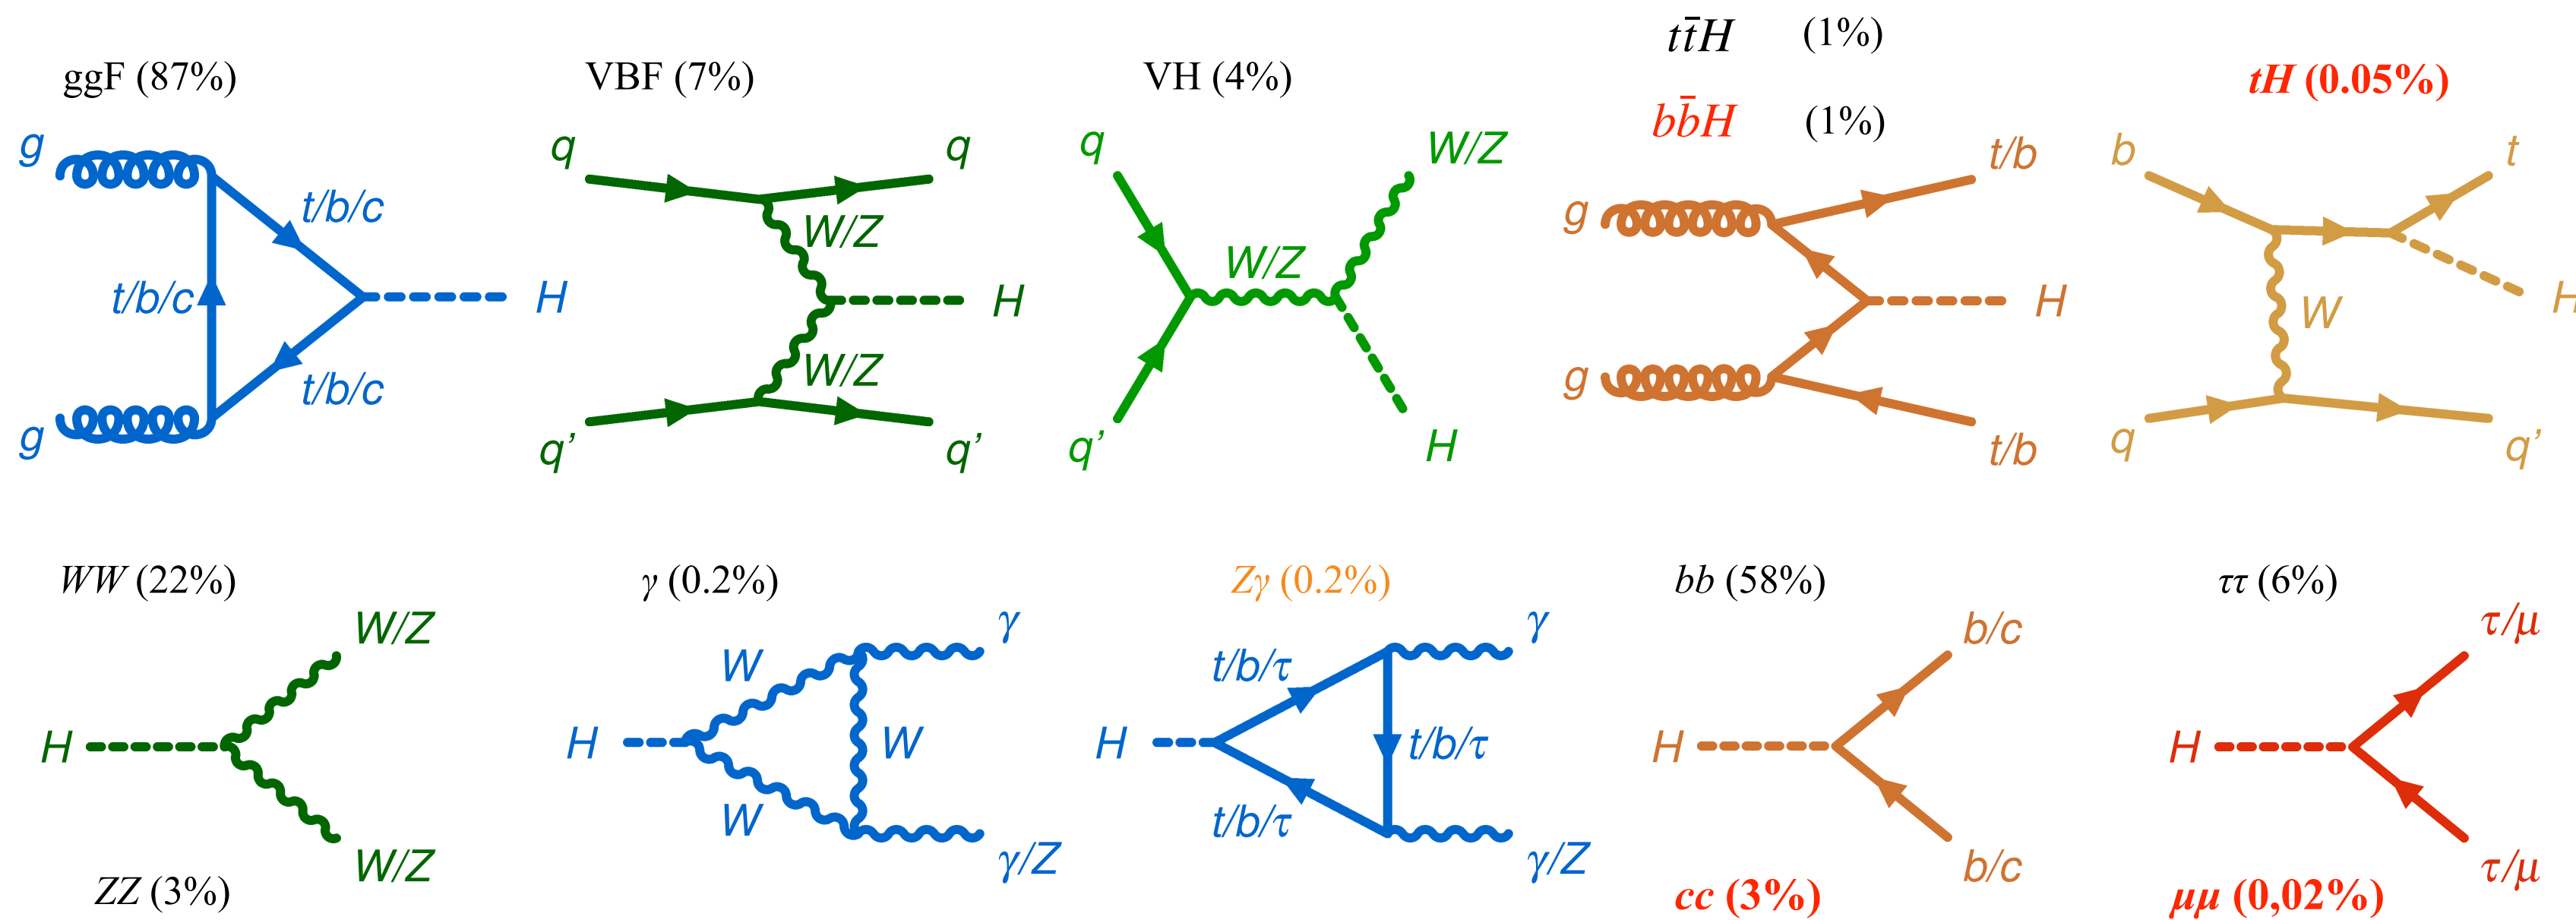 ggF (87%)
VBF (7%)
VH (4%)
tt̄H (1%)
bb̄H (1%)
tH (0.05%)
g
t/b/c
t/b/c
H
t/b/c
g
q
q
W/Z
H
W/Z
q’
q’
q
W/Z
W/Z
q’
H
g
t/b
H
g
t/b
b
t
H
W
q
q’
WW (22%)
γ (0.2%)
Zγ (0.2%)
bb (58%)
ττ (6%)
W/Z
H
W/Z
ZZ (3%)
γ
W
H
W
W
γ/Z
γ
t/b/τ
H
t/b/τ
t/b/τ
γ/Z
b/c
H
b/c
cc (3%)
τ/μ
H
τ/μ
μμ (0,02%)